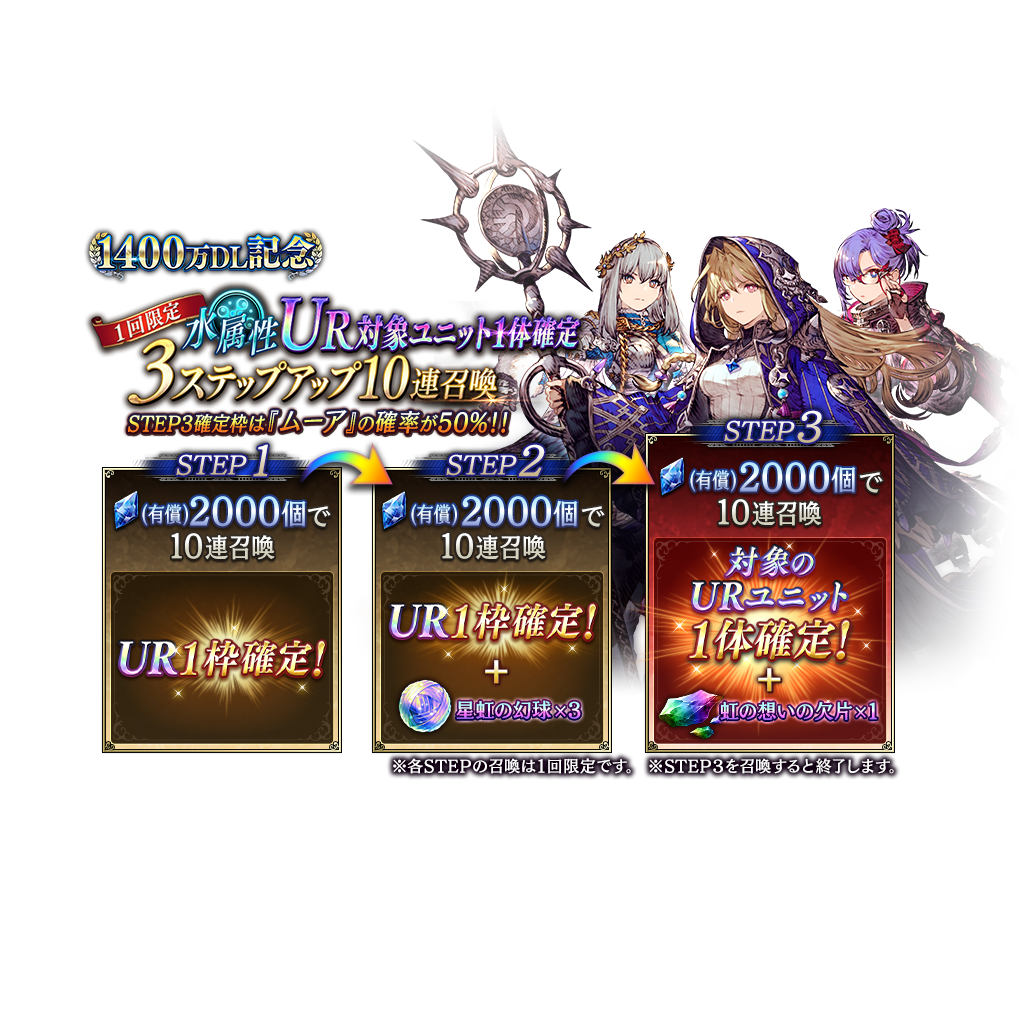 1400万DL記念
1回限定
水属性UR対象ユニット1体確定
3ステップアップ10連召喚
STEP3確定枠は『ムーア』の確率が50%!!
STEP1
(有償)2000個で
10連召喚
UR1枠確定!
STEP2
(有償)2000個で
10連召喚
UR1枠確定!
+
星虹の幻球×3
STEP3
(有償)2000個で
10連召喚
対象の
URユニット
1体確定!
+
虹の想いの欠片×1
※各STEPの召喚は1回限定です。
※STEP3を召喚すると終了します。